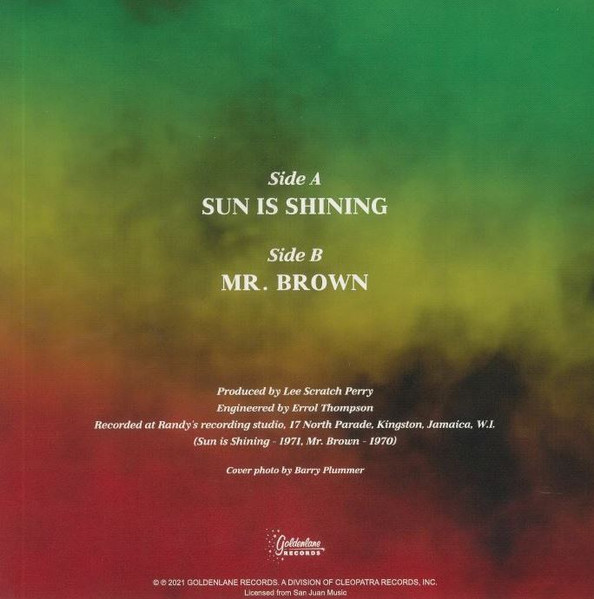 Side A
SUN IS SHINING
Side B
MR. BROWN
Produced by Lee Scratch Perry
Engineered by Errol Thompson
Recorded at Randy's recording studio, 17 North Parade, Kingston, Jamaica, W.I.
(Sun is Shining - 1971, Mr. Brown - 1970)
Cover photo by Barry Plummer
Goldenlane
RECORDS
© ℗ 2021 GOLDENLANE RECORDS. A DIVISION OF CLEOPATRA RECORDS, INC.
Licensed from San Juan Music